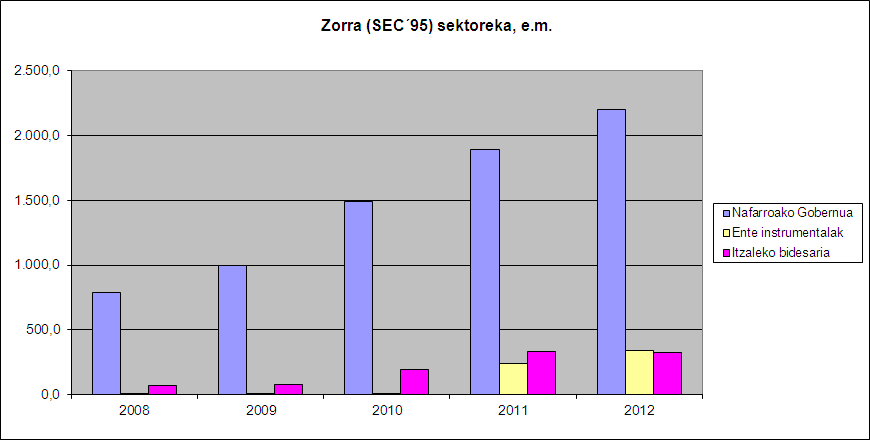 Zorra (SEC´95) sektoreka, e.m.
2.500,0
2.000,0
1.500,0
1.000,0
500,0
0,0
2008 2009 2010 2011 2012
Nafarroako Gobernua
Ente instrumentalak
Itzaleko bidesaria